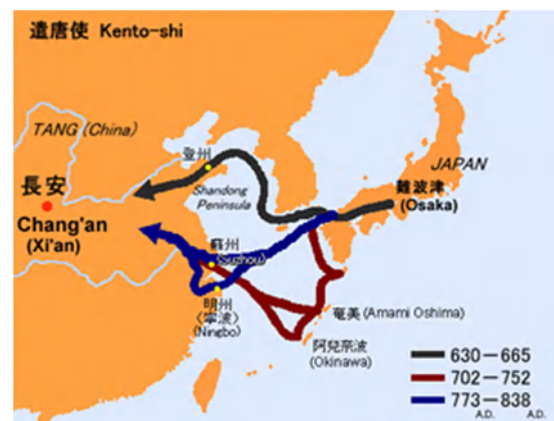 遣唐使 Kento-shi
TANG (China)
登州
Shandong
Peninsula
長安
Chang'an
(Xi'an)
JAPAN
難波津
(Osaka)
蘇州
(Suzhou)
明州
(寧波)
(Ningbo)
奄美 (Amami Oshima)
阿兒奈波
(Okinawa)
630－665
702－752
773－838
A.D. A.D.